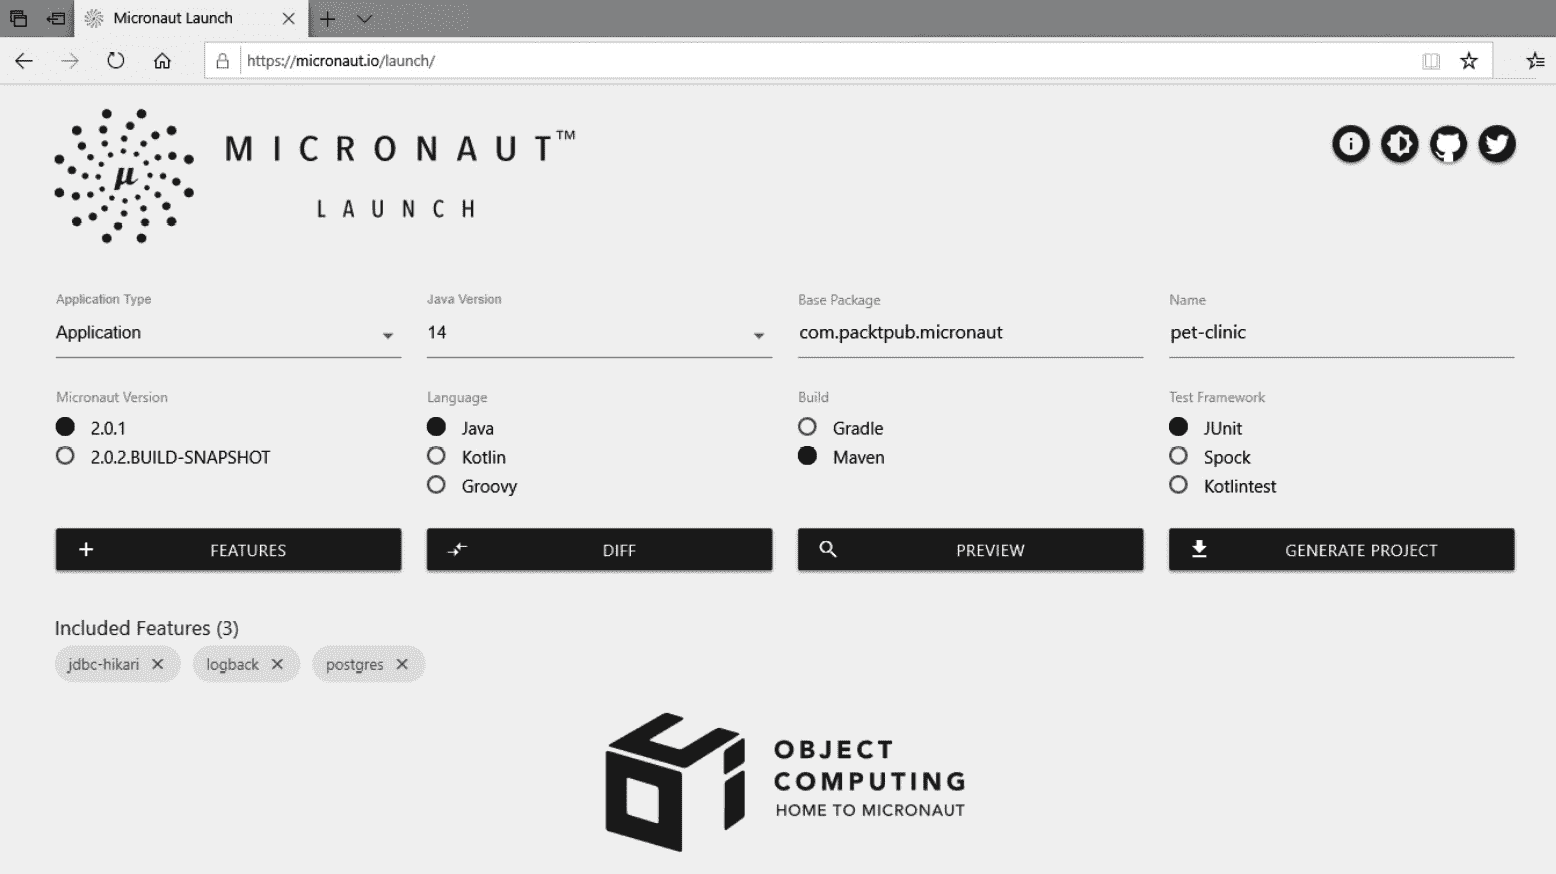 Micronaut Launch
https://micronaut.io/launch/
MICRONAUT™
LAUNCH
µ
Application Type
Application
Java Version
14
Base Package
com.packtpub.micronaut
Name
pet-clinic
Micronaut Version
2.0.1
2.0.2.BUILD-SNAPSHOT
Language
Java
Kotlin
Groovy
Build
Gradle
Maven
Test Framework
JUnit
Spock
Kotlintest
FEATURES
DIFF
PREVIEW
GENERATE PROJECT
Included Features (3)
jdbc-hikari
logback
postgres
OBJECT
COMPUTING
HOME TO MICRONAUT